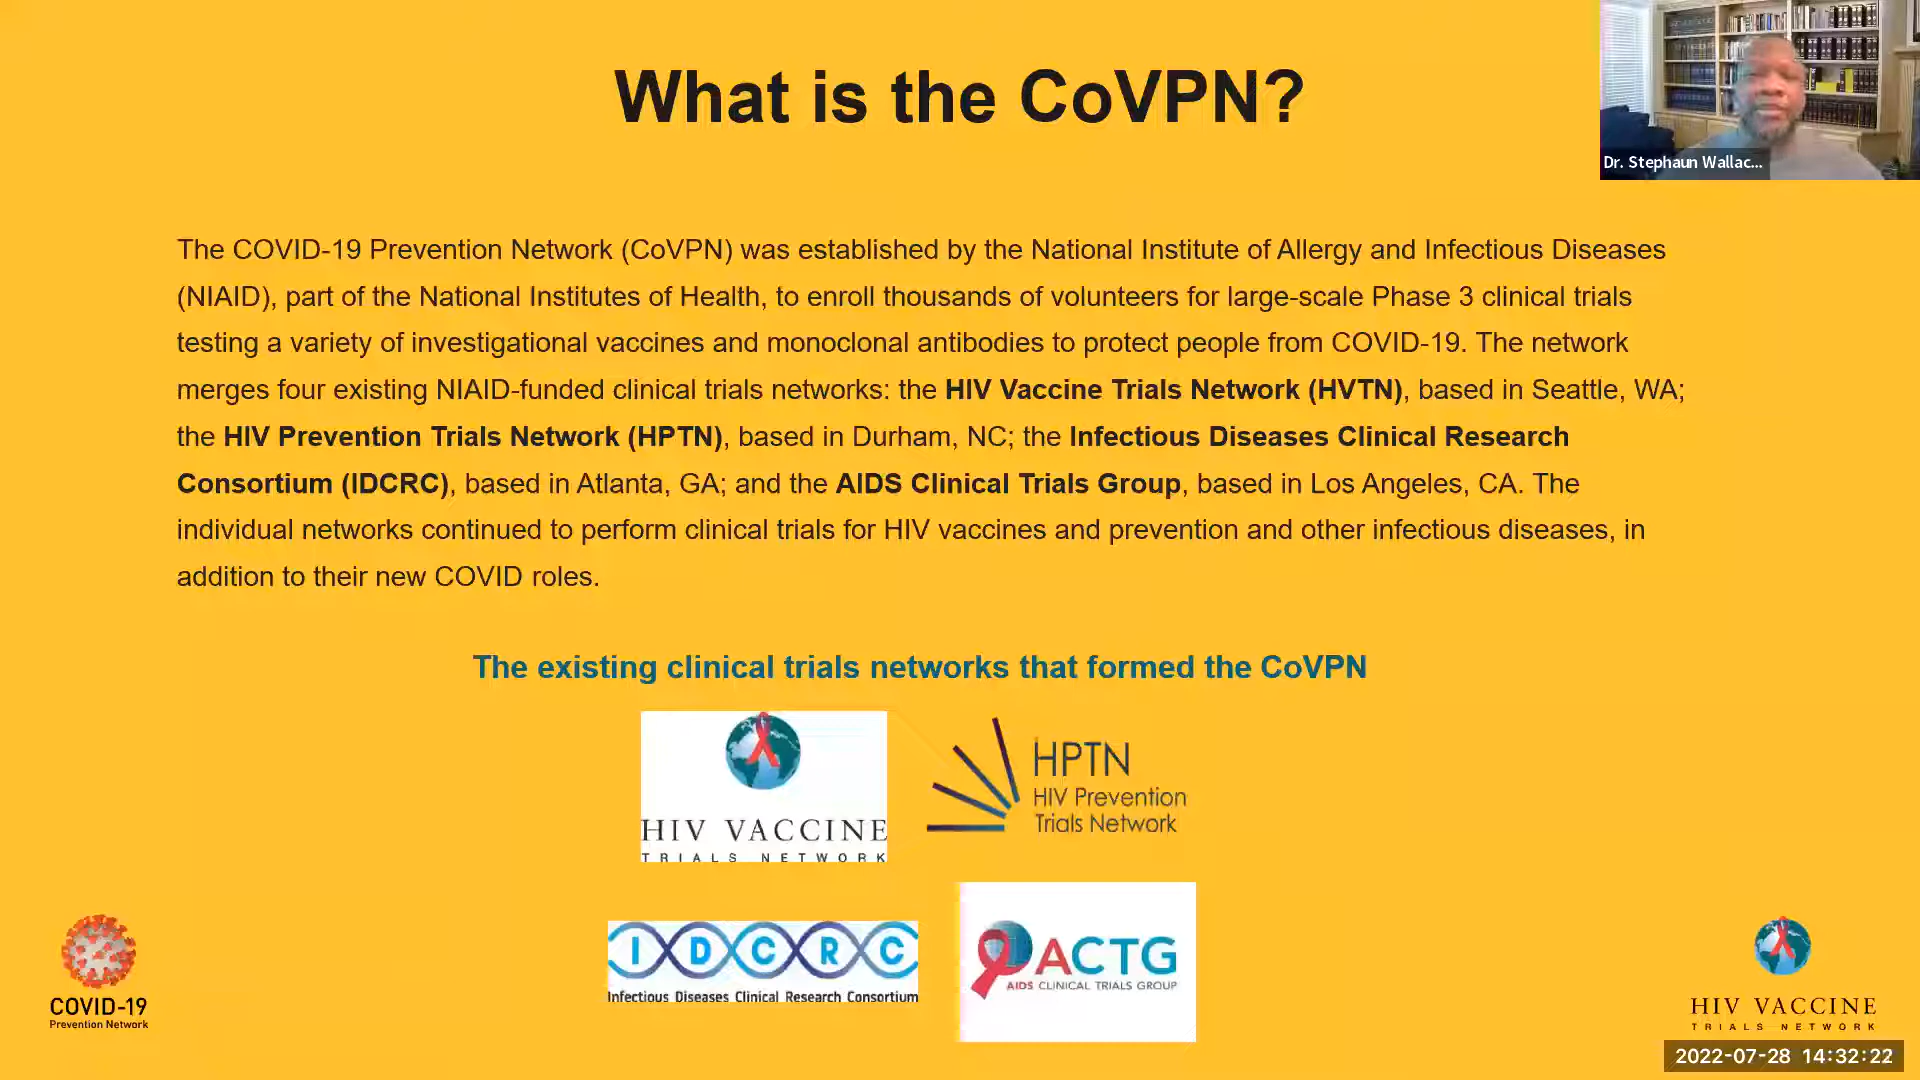 What is the CoVPN?
Dr. Stephaun Wallac...
The COVID-19 Prevention Network (CoVPN) was established by the National Institute of Allergy and Infectious Diseases
(NIAID), part of the National Institutes of Health, to enroll thousands of volunteers for large-scale Phase 3 clinical trials
testing a variety of investigational vaccines and monoclonal antibodies to protect people from COVID-19. The network
merges four existing NIAID-funded clinical trials networks: the HIV Vaccine Trials Network (HVTN), based in Seattle, WA;
the HIV Prevention Trials Network (HPTN), based in Durham, NC; the Infectious Diseases Clinical Research
Consortium (IDCRC), based in Atlanta, GA; and the AIDS Clinical Trials Group, based in Los Angeles, CA. The
individual networks continued to perform clinical trials for HIV vaccines and prevention and other infectious diseases, in
addition to their new COVID roles.
The existing clinical trials networks that formed the CoVPN
HIV VACCINE
TRIALS NETWORK
HPTN
HIV Prevention
Trials Network
IDCRC
Infectious Diseases Clinical Research Consortium
ACTG
AIDS CLINICAL TRIALS GROUP
COVID-19
Prevention Network
HIV VACCINE
TRIALS NETWORK
2022-07-28 14:32:22